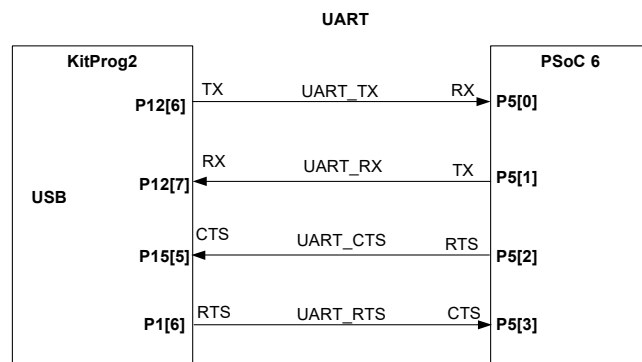 UART
KitProg2
PSoC 6
TX
UART_TX
RX
P12[6]
P5[0]
RX
UART_RX
TX
P12[7]
P5[1]
USB
CTS
UART_CTS
RTS
P15[5]
P5[2]
RTS
UART_RTS
CTS
P1[6]
P5[3]